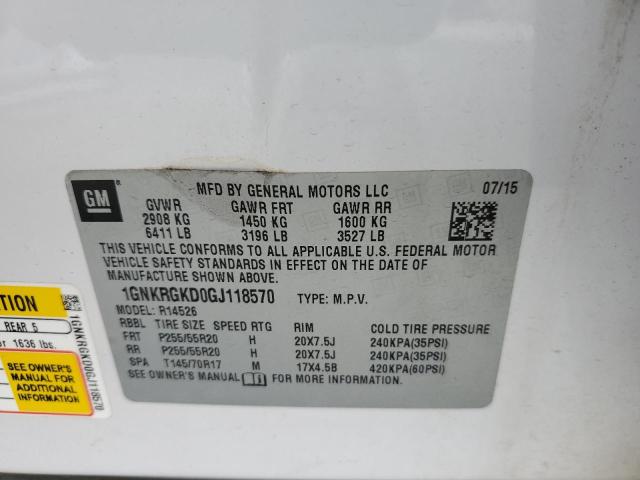 GM
MFD BY GENERAL MOTORS LLC 07/15
GVWR GAWR FRT GAWR RR
2908 KG 1450 KG 1600 KG
6411 LB 3196 LB 3527 LB
THIS VEHICLE CONFORMS TO ALL APPLICABLE U.S. FEDERAL MOTOR
VEHICLE SAFETY STANDARDS IN EFFECT ON THE DATE OF
MANUFACTURE SHOWN ABOVE.
1GNKRGKD0GJ118570 TYPE: M.P.V.
MODEL: R14526
RBBL TIRE SIZE SPEED RTG RIM COLD TIRE PRESSURE
FRT P255/55R20 H 20X7.5J 240KPA(35PSI)
RR P255/55R20 H 20X7.5J 240KPA(35PSI)
SPA T145/70R17 M 17X4.5B 420KPA(60PSI)
SEE OWNER'S MANUAL FOR MORE INFORMATION.
TION
REAR 5
r 1636 lbs.
SEE OWNER'S
MANUAL FOR
ADDITIONAL
INFORMATION
1GNKRGKD0GJ118570